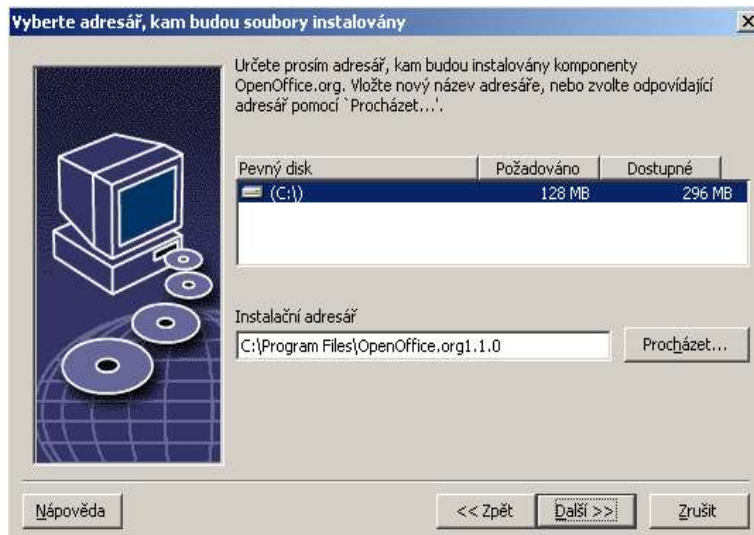 Vyberte adresář, kam budou soubory instalovány
Určete prosím adresář, kam budou instalovány komponenty
OpenOffice.org. Vložte nový název adresáře, nebo zvolte odpovídající
adresář pomocí `Procházet...'.
Pevný disk Požadováno Dostupné
(C:\) 128 MB 296 MB
Instalační adresář
C:\Program Files\OpenOffice.org1.1.0 Procházet...
Nápověda << Zpět Další >> Zrušit